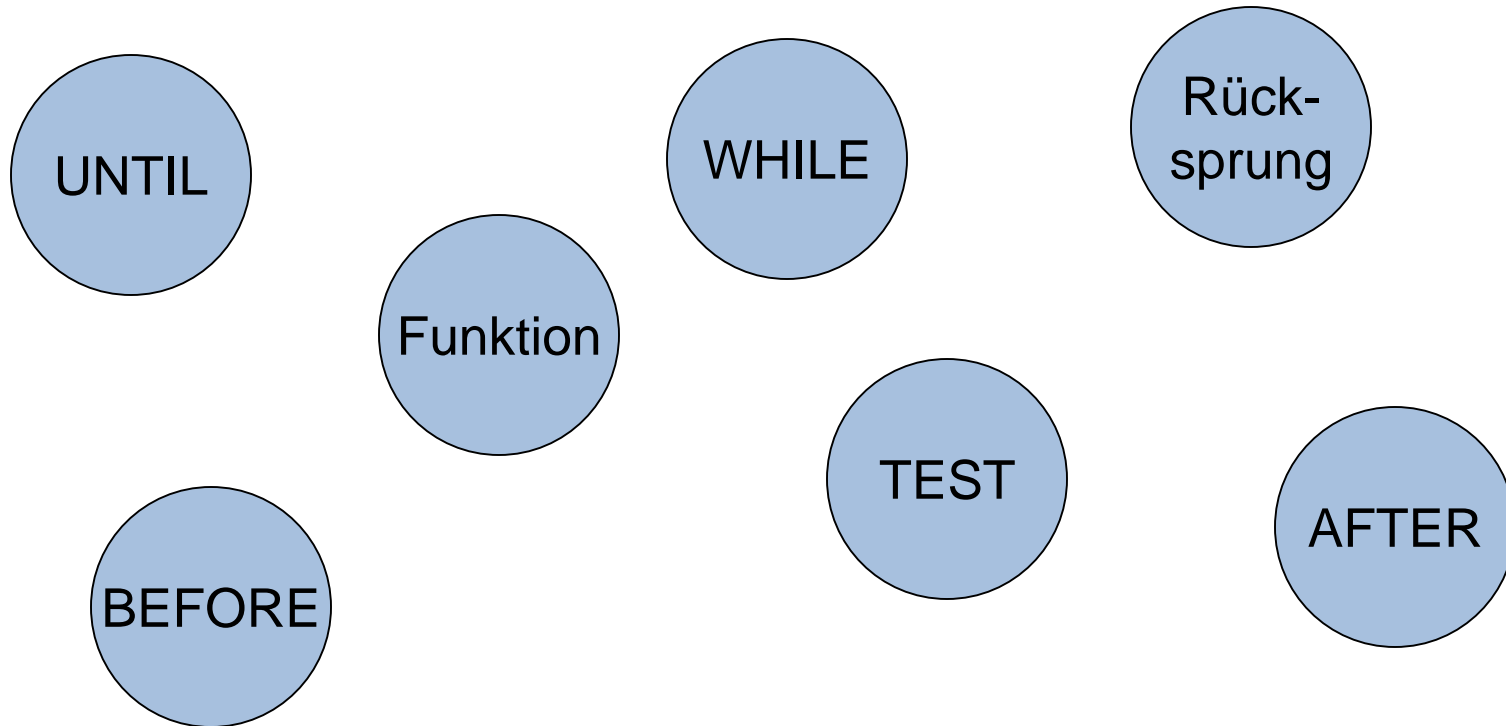 UNTIL
WHILE
Rück-
sprung
Funktion
TEST
AFTER
BEFORE